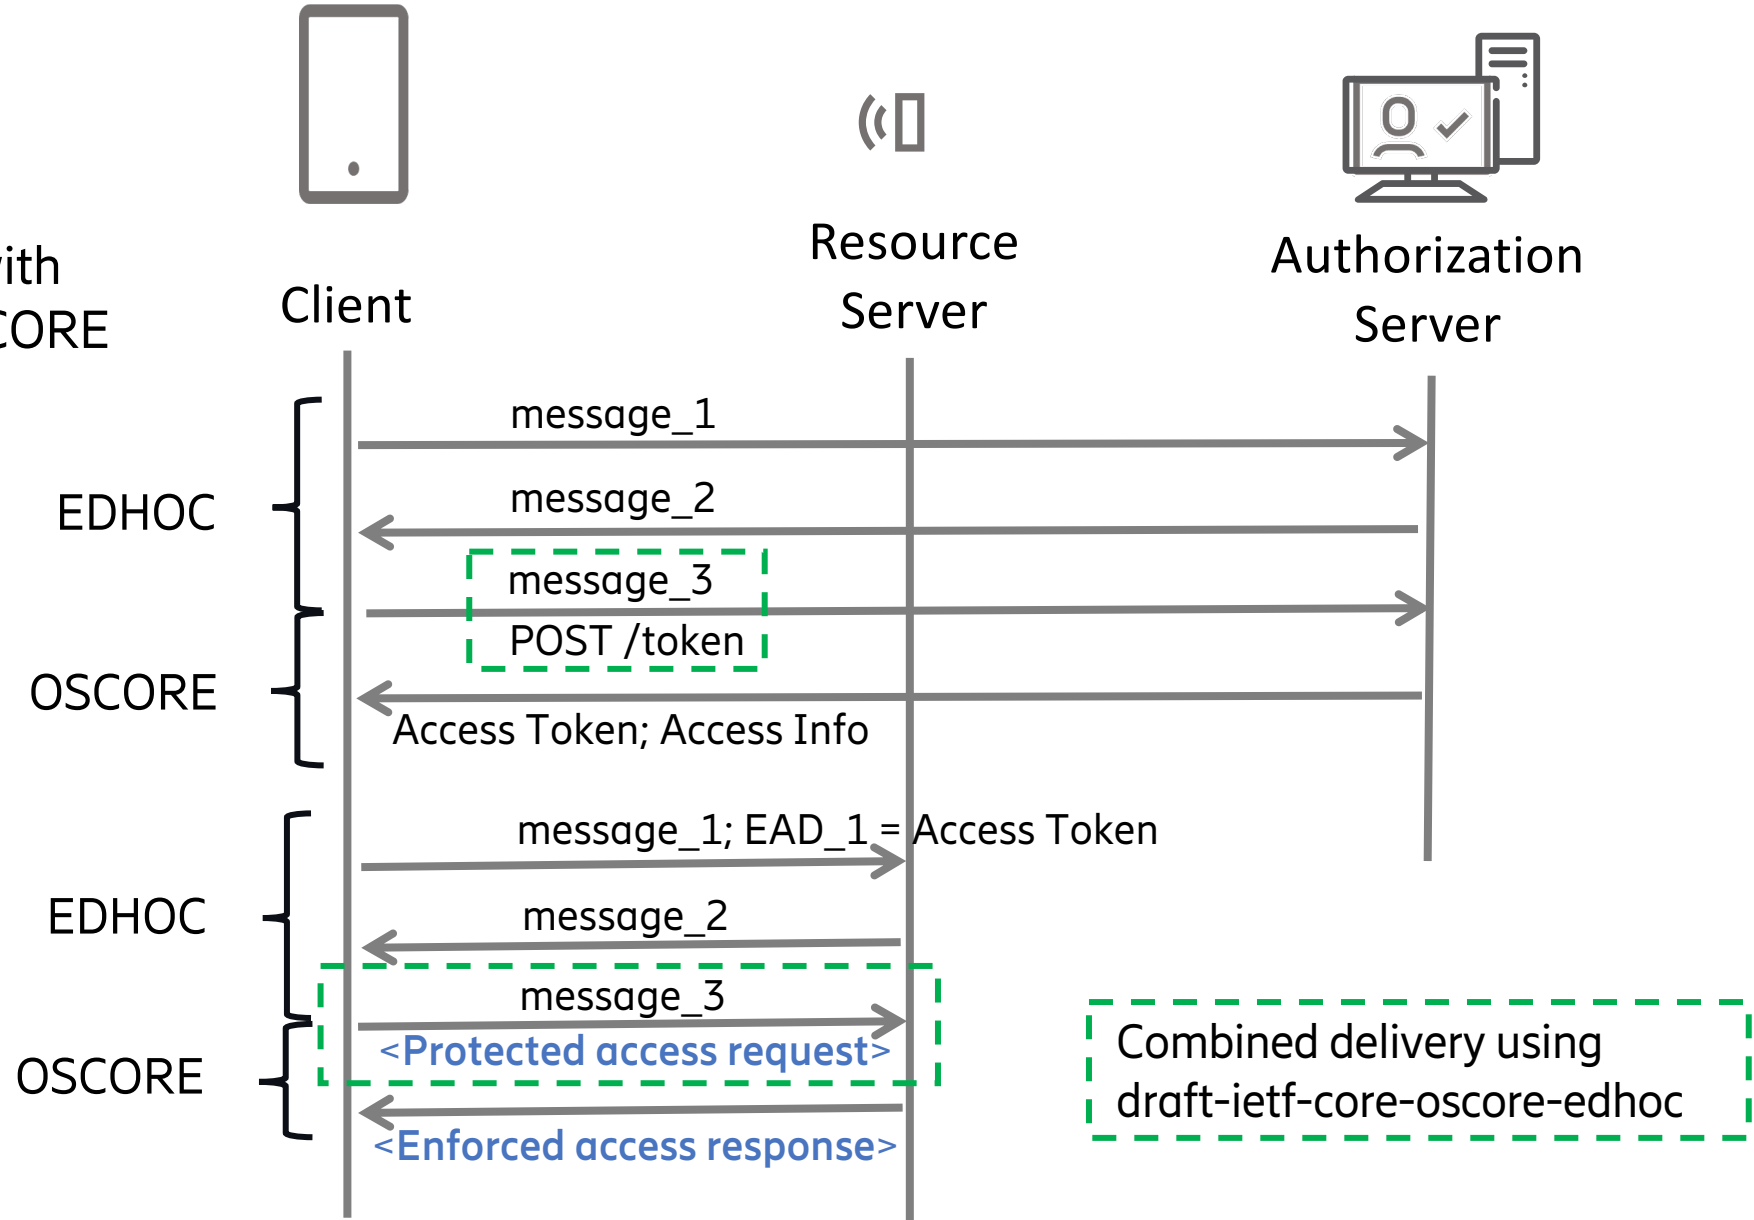 Resource
Server
Authorization
Server
Client
with
CORE
message_1
message_2
EDHOC
message_3
POST /token
OSCORE
Access Token; Access Info
message_1; EAD_1 = Access Token
EDHOC
message_2
message_3
<Protected access request>
OSCORE
<Enforced access response>
Combined delivery using
draft-ietf-core-oscore-edhoc